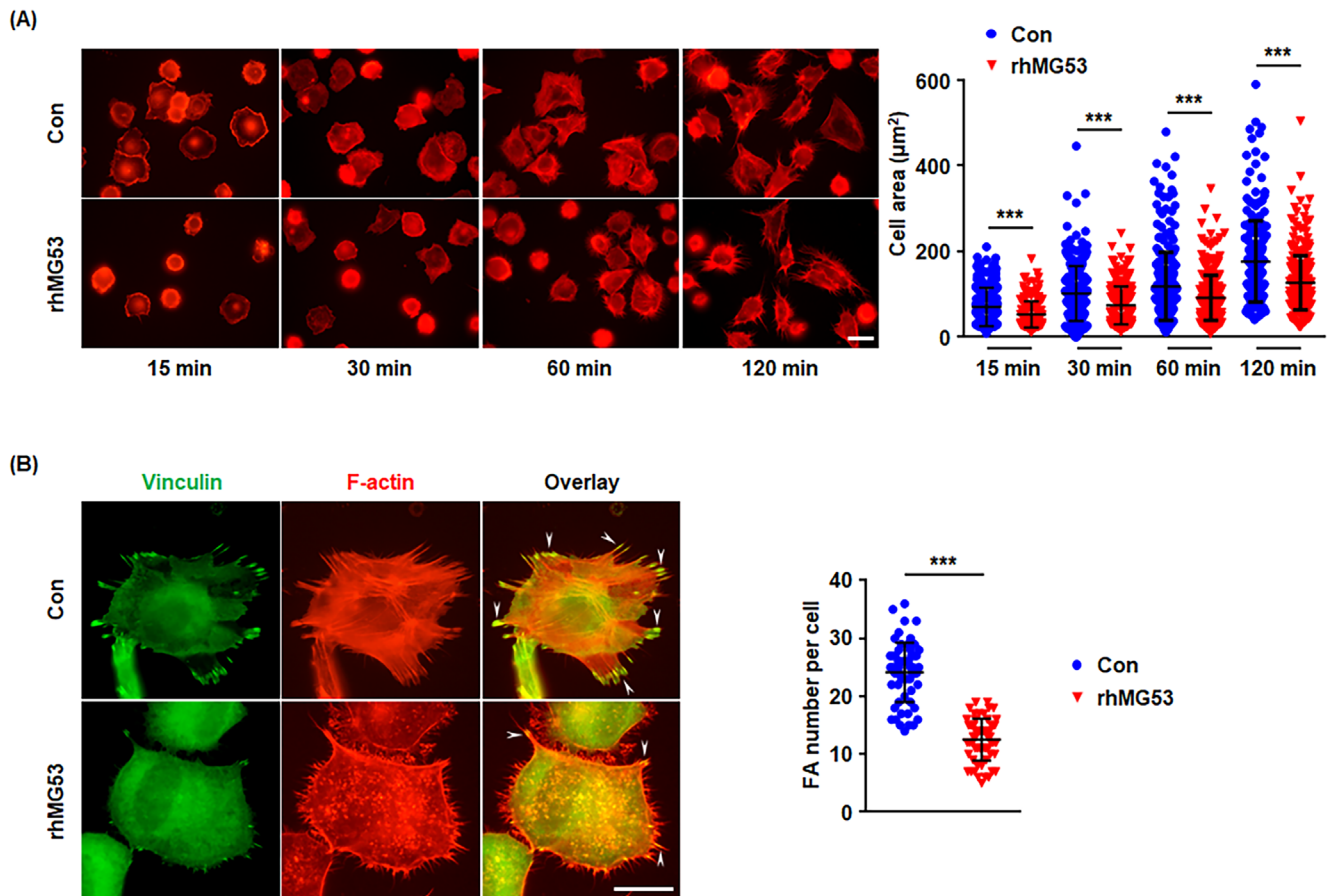 (A)
Con
rhMG53
15 min 30 min 60 min 120 min
Con
rhMG53
Cell area (µm²)
600
400
200
0
*** *** *** ***
15 min 30 min 60 min 120 min
(B)
Vinculin F-actin Overlay
Con
rhMG53
FA number per cell
40
30
20
10
0
***
Con
rhMG53